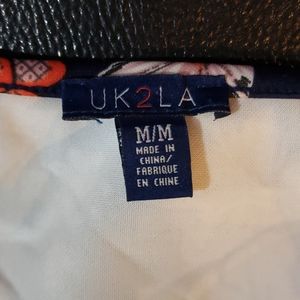 UK2LA
M/M
MADE IN
CHINA/
FABRIQUE
EN CHINE